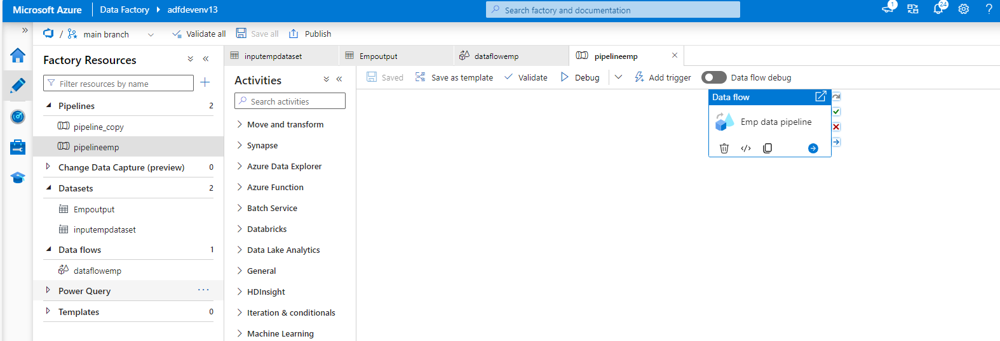 Microsoft Azure Data Factory adfdevenv13 Search factory and documentation 1 24 ?
/ main branch Validate all Save all Publish
Factory Resources
Filter resources by name
Pipelines 2
pipeline_copy
pipelineemp
Change Data Capture (preview) 0
Datasets 2
Empoutput
inputempdataset
Data flows 1
dataflowemp
Power Query ...
Templates 0
inputempdataset Empoutput dataflowemp pipelineemp
Activities
Search activities
Move and transform
Synapse
Azure Data Explorer
Azure Function
Batch Service
Databricks
Data Lake Analytics
General
HDInsight
Iteration & conditionals
Machine Learning
Saved Save as template Validate Debug Add trigger Data flow debug
Data flow
Emp data pipeline